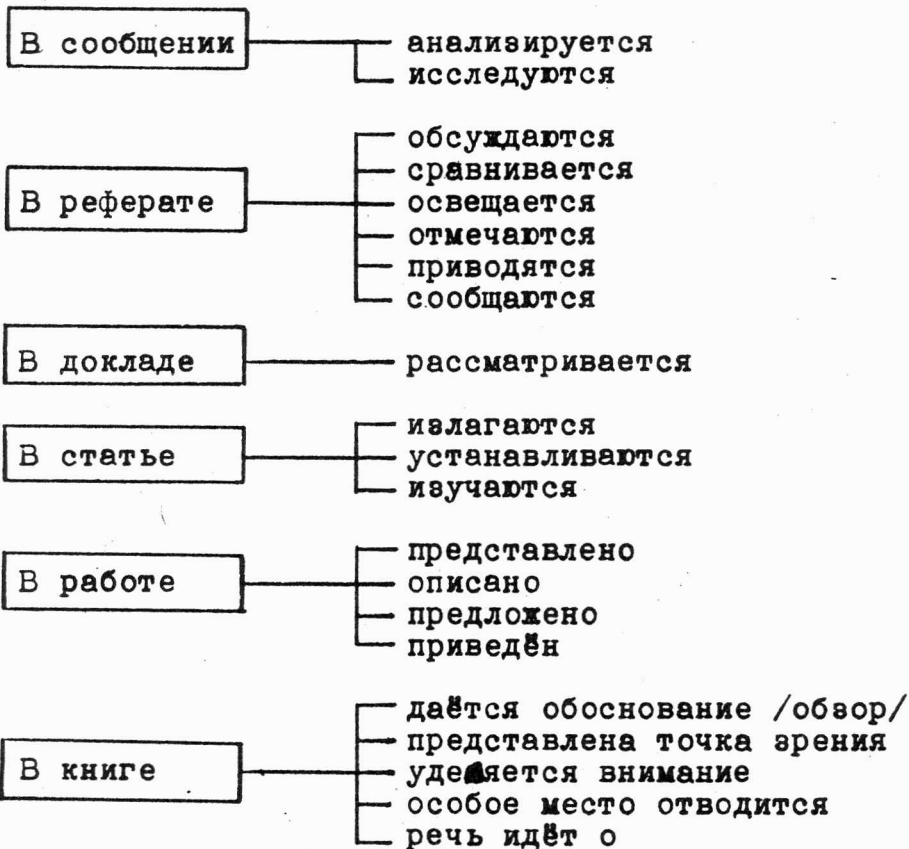 В сообщении
анализируется
исследуются
обсуждаются
сравнивается
В реферате
освещается
отмечаются
приводятся
сообщаются
В докладе
рассматривается
излагаются
В статье
устанавливаются
изучаются
представлено
В работе
описано
предложено
приведён
даётся обоснование /обзор/
представлена точка зрения
В книге
уделяется внимание
особое место отводится
речь идёт о